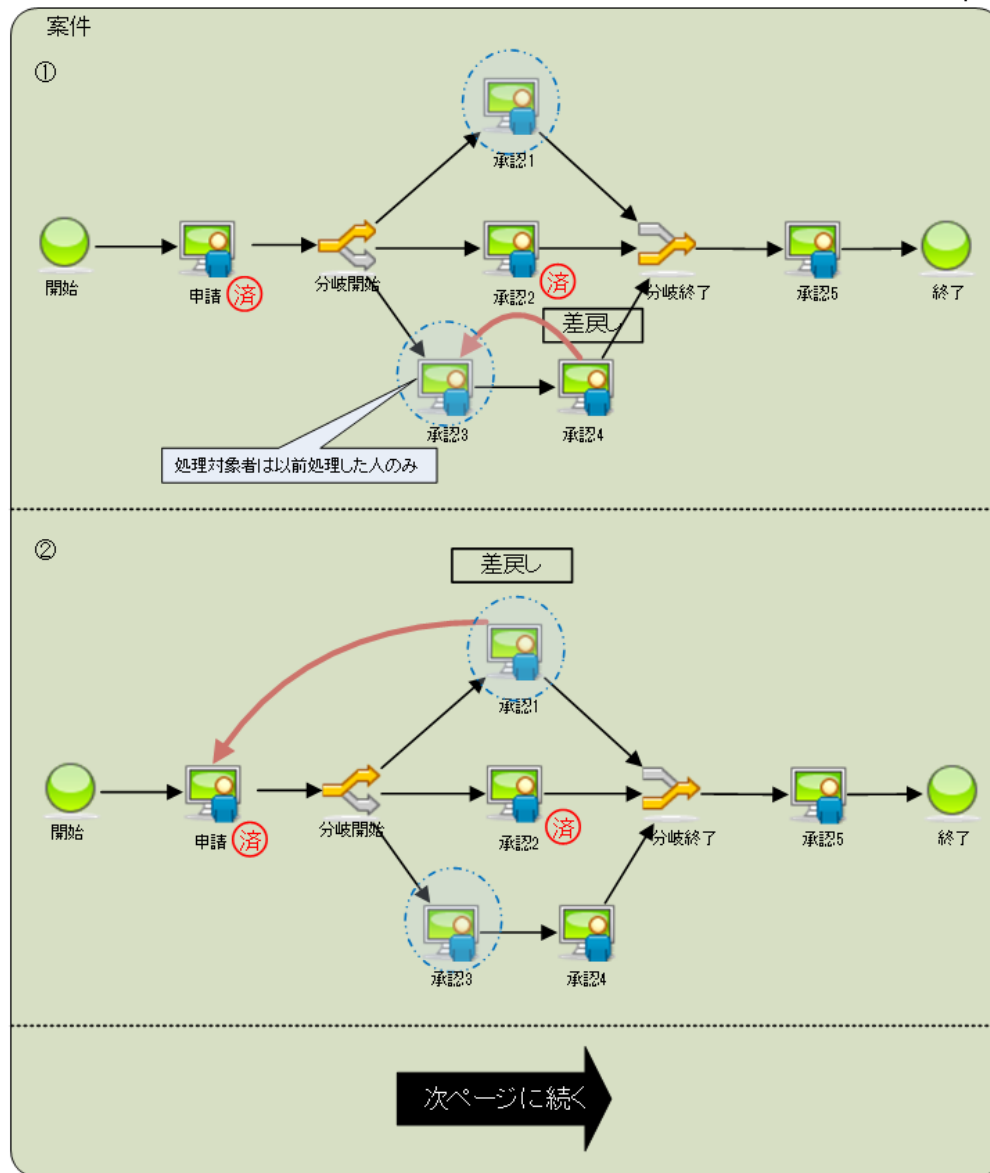 案件
①
承認1
開始
申請
済
分岐開始
承認2
済
分岐終了
承認5
終了
差戻し
承認3
承認4
処理対象者は以前処理した人のみ
②
差戻し
承認1
開始
申請
済
分岐開始
承認2
済
分岐終了
承認5
終了
承認3
承認4
次ページに続く